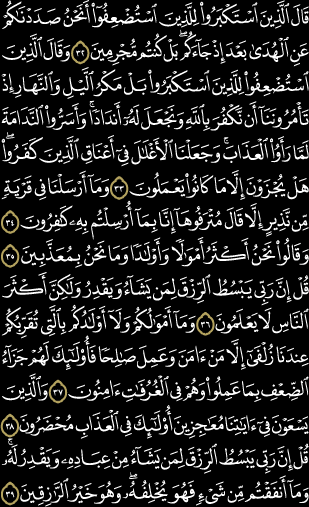 قَالَ ٱلَّذِينَ ٱسْتَكْبَرُوا۟ لِلَّذِينَ ٱسْتُضْعِفُوٓا۟ أَنَحْنُ صَدَدْنَٰكُمْ
عَنِ ٱلْهُدَىٰ بَعْدَ إِذْ جَآءَكُم ۖ بَلْ كُنتُم مُّجْرِمِينَ ٣٢ وَقَالَ ٱلَّذِينَ
ٱسْتُضْعِفُوا۟ لِلَّذِينَ ٱسْتَكْبَرُوا۟ بَلْ مَكْرُ ٱلَّيْلِ وَٱلنَّهَارِ إِذْ
تَأْمُرُونَنَآ أَن نَّكْفُرَ بِٱللَّهِ وَنَجْعَلَ لَهُۥٓ أَندَادًا ۚ وَأَسَرُّوا۟ ٱلنَّدَامَةَ
لَمَّا رَأَوُا۟ ٱلْعَذَابَ ۚ وَجَعَلْنَا ٱلْأَغْلَٰلَ فِىٓ أَعْنَاقِ ٱلَّذِينَ كَفَرُوا۟ ۚ
هَلْ يُجْزَوْنَ إِلَّا مَا كَانُوا۟ يَعْمَلُونَ ٣٣ وَمَآ أَرْسَلْنَا فِى قَرْيَةٍ
مِّن نَّذِيرٍ إِلَّا قَالَ مُتْرَفُوهَآ إِنَّا بِمَآ أُرْسِلْتُم بِهِۦ كَٰفِرُونَ ٣٤
وَقَالُوا۟ نَحْنُ أَكْثَرُ أَمْوَٰلًا وَأَوْلَٰدًا وَمَا نَحْنُ بِمُعَذَّبِينَ ٣٥
قُلْ إِنَّ رَبِّى يَبْسُطُ ٱلرِّزْقَ لِمَن يَشَآءُ وَيَقْدِرُ وَلَٰكِنَّ أَكْثَرَ
ٱلنَّاسِ لَا يَعْلَمُونَ ٣٦ وَمَآ أَمْوَٰلُكُمْ وَلَآ أَوْلَٰدُكُم بِٱلَّتِى تُقَرِّبُكُمْ
عِندَنَا زُلْفَىٰٓ إِلَّا مَنْ ءَامَنَ وَعَمِلَ صَٰلِحًا فَأُو۟لَٰٓئِكَ لَهُمْ جَزَآءُ
ٱلضِّعْفِ بِمَا عَمِلُوا۟ وَهُمْ فِى ٱلْغُرُفَٰتِ ءَامِنُونَ ٣٧ وَٱلَّذِينَ
يَسْعَوْنَ فِىٓ ءَايَٰتِنَا مُعَٰجِزِينَ أُو۟لَٰٓئِكَ فِى ٱلْعَذَابِ مُحْضَرُونَ ٣٨
قُلْ إِنَّ رَبِّى يَبْسُطُ ٱلرِّزْقَ لِمَن يَشَآءُ مِنْ عِبَادِهِۦ وَيَقْدِرُ لَهُۥ ۚ
وَمَآ أَنفَقْتُم مِّن شَىْءٍ فَهُوَ يُخْلِفُهُۥ ۖ وَهُوَ خَيْرُ ٱلرَّٰزِقِينَ ٣٩